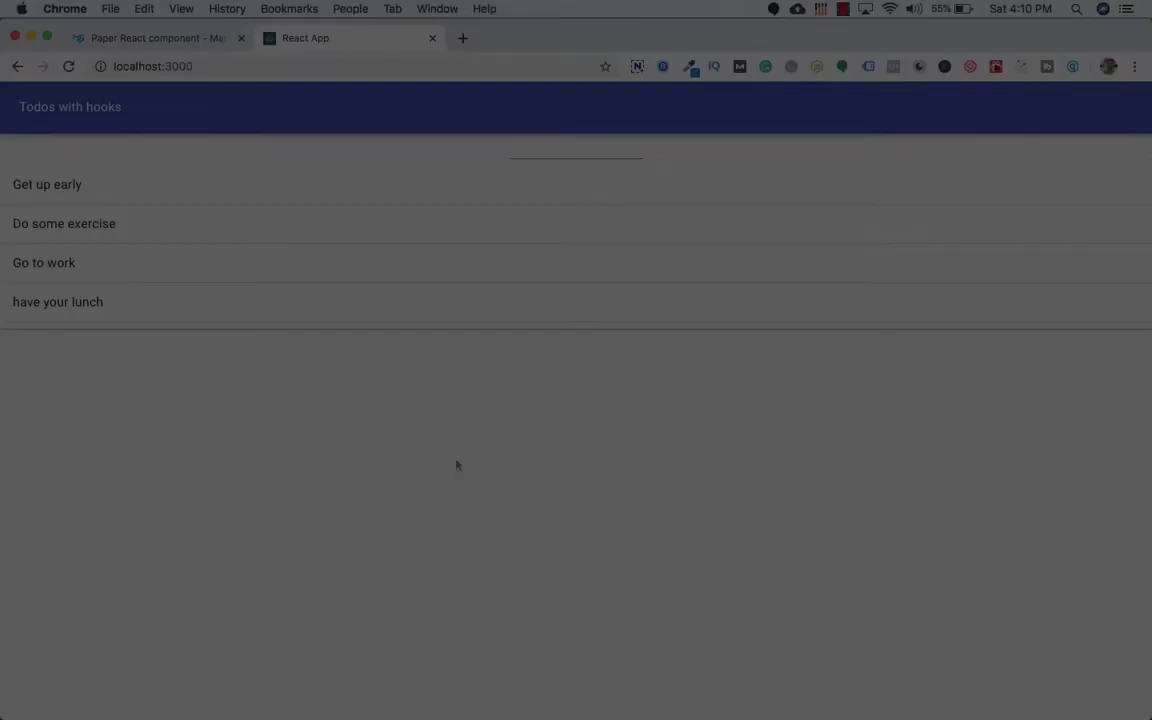 Chrome File Edit View History Bookmarks People Tab Window Help 55% Sat 4:10 PM
Paper React component - Mat
React App
localhost:3000
Todos with hooks
Get up early
Do some exercise
Go to work
have your lunch